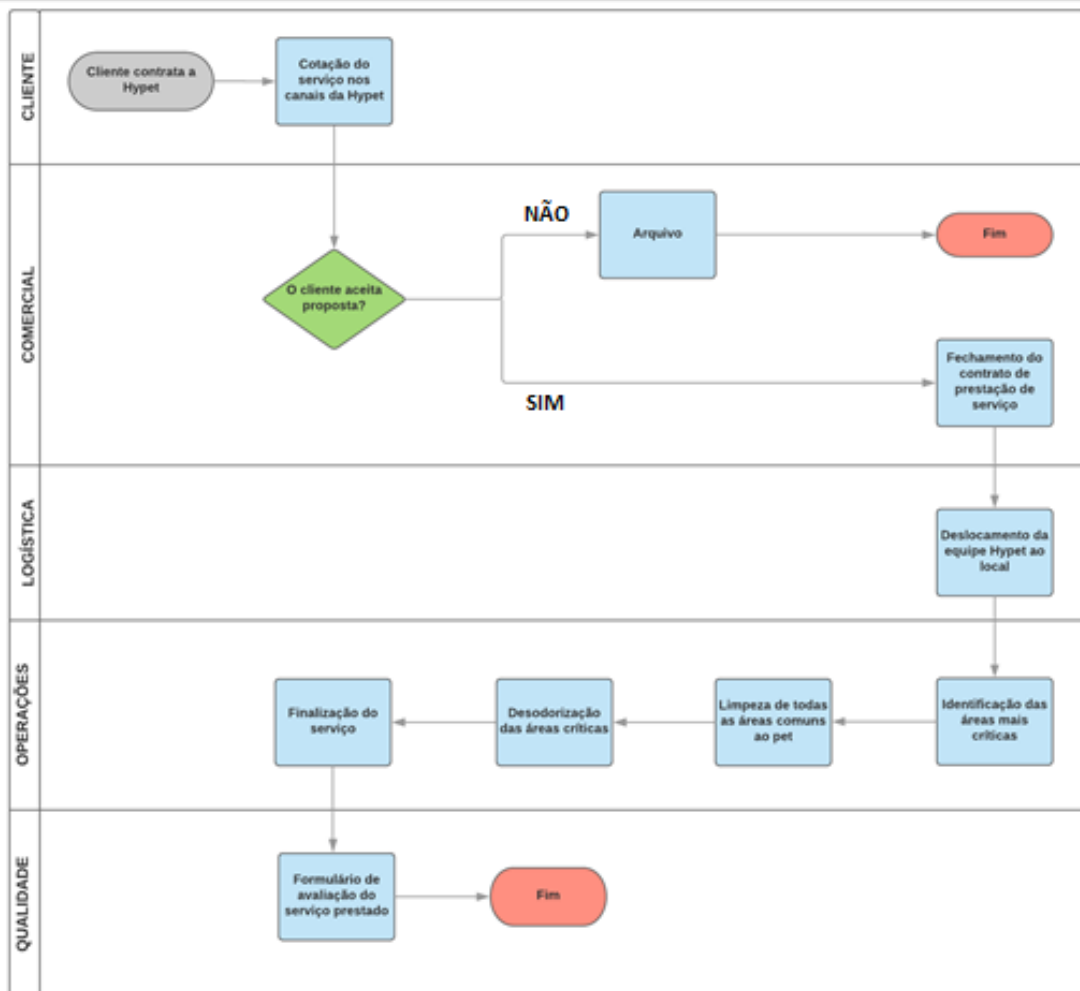 CLIENTE
Cliente contrata a
Hypet
Cotação do
serviço nos
canais da Hypet
COMERCIAL
O cliente aceita
proposta?
NÃO
Arquivo
Fim
SIM
Fechamento do
contrato de
prestação de
serviço
LOGÍSTICA
Deslocamento da
equipe Hypet ao
local
OPERAÇÕES
Identificação das
áreas mais
críticas
Limpeza de todas
as áreas comuns
ao pet
Desodorização
das áreas críticas
Finalização do
serviço
QUALIDADE
Formulário de
avaliação do
serviço prestado
Fim